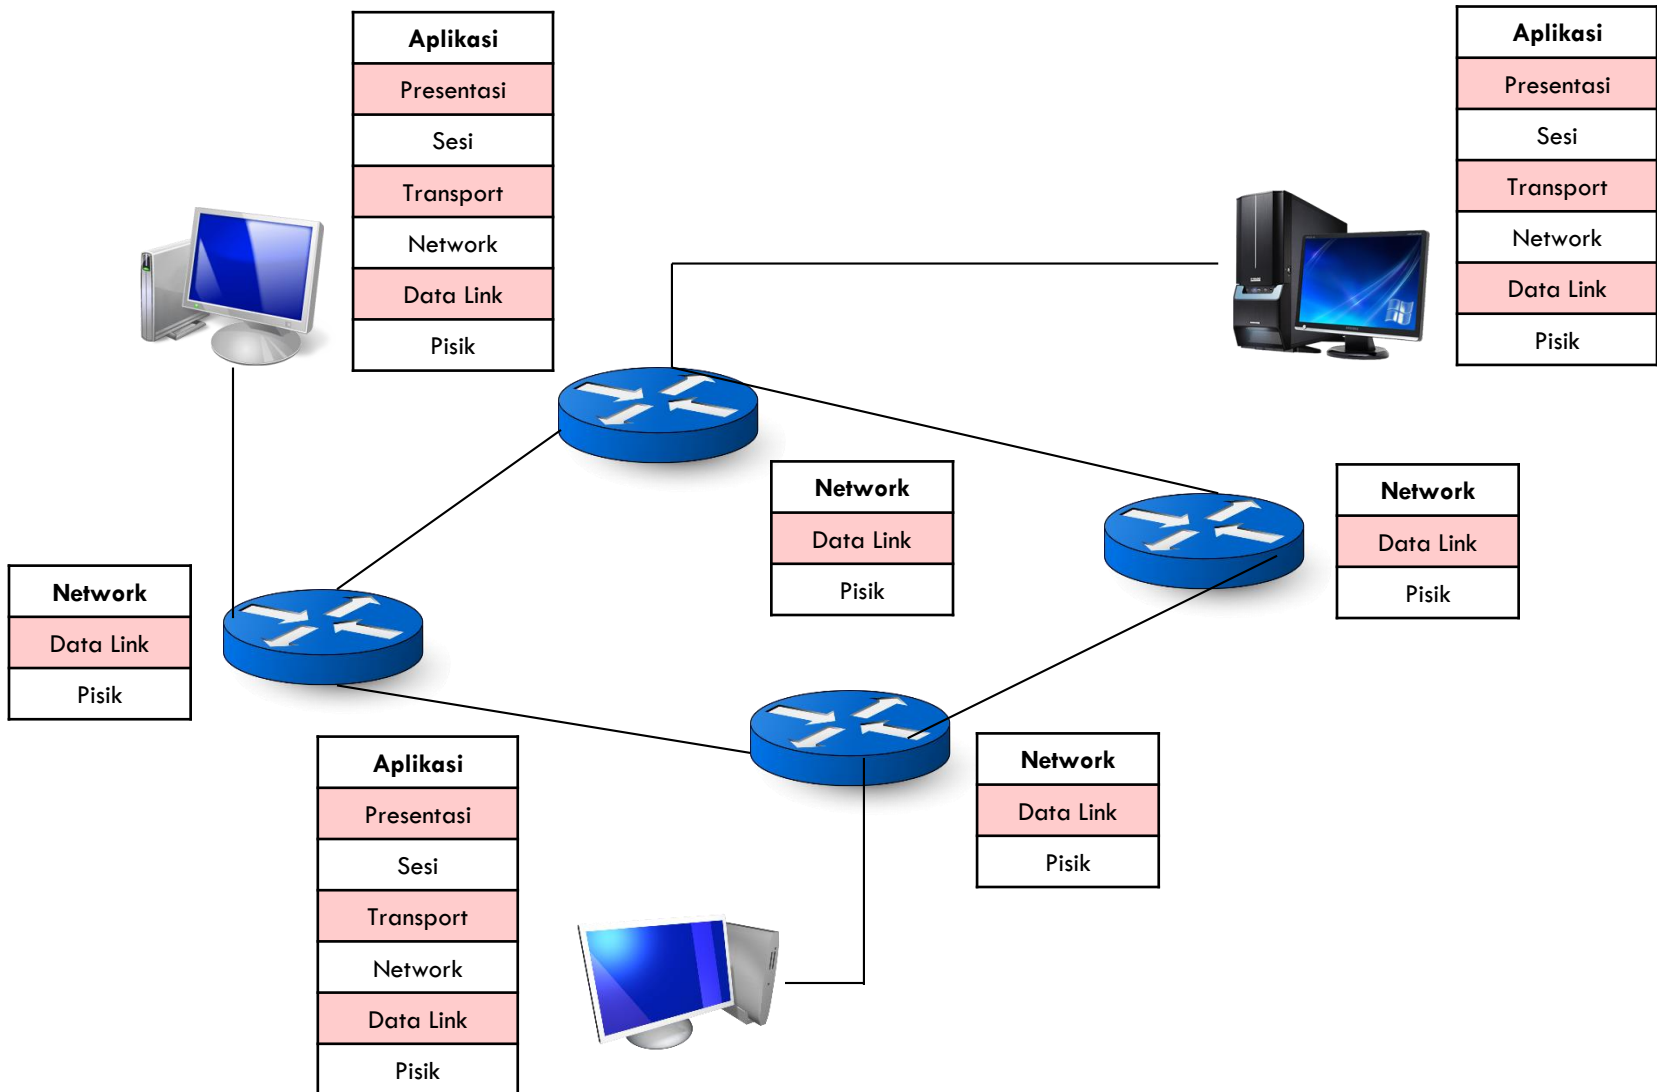 Aplikasi
Presentasi
Sesi
Transport
Network
Data Link
Pisik
Aplikasi
Presentasi
Sesi
Transport
Network
Data Link
Pisik
Network
Data Link
Pisik
Network
Data Link
Pisik
Network
Data Link
Pisik
Aplikasi
Presentasi
Sesi
Transport
Network
Data Link
Pisik
Network
Data Link
Pisik